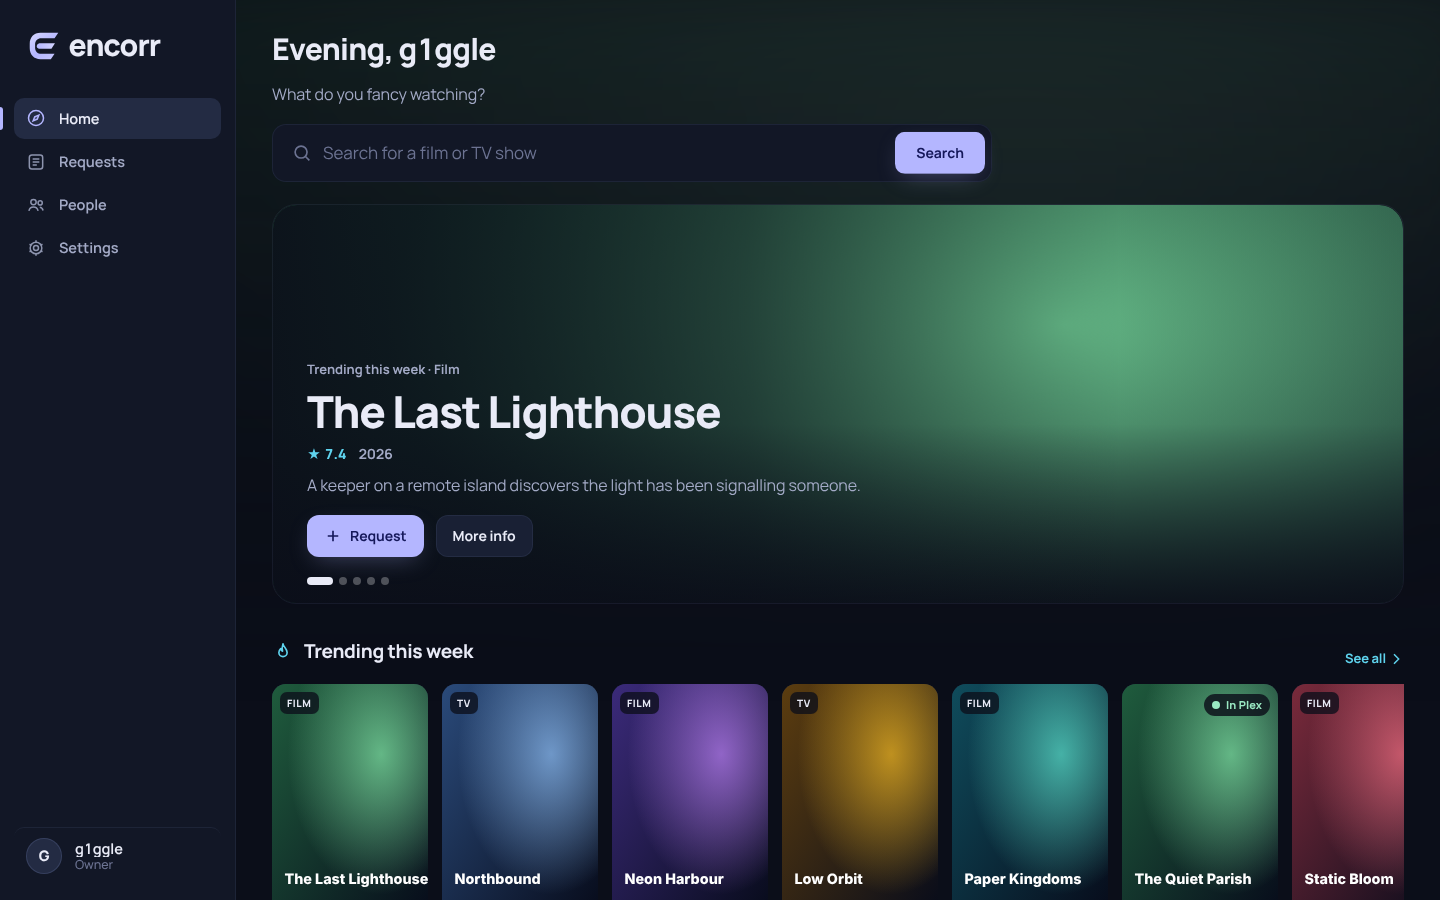 encorr
Home
Requests
People
Settings
g1ggle
Owner
Evening, g1ggle
What do you fancy watching?
Search for a film or TV show
Search
Trending this week · Film
The Last Lighthouse
★ 7.4 2026
A keeper on a remote island discovers the light has been signalling someone.
+ Request
More info
Trending this week
See all
FILM
The Last Lighthouse
TV
Northbound
FILM
Neon Harbour
TV
Low Orbit
FILM
Paper Kingdoms
In Plex
The Quiet Parish
FILM
Static Bloom
G